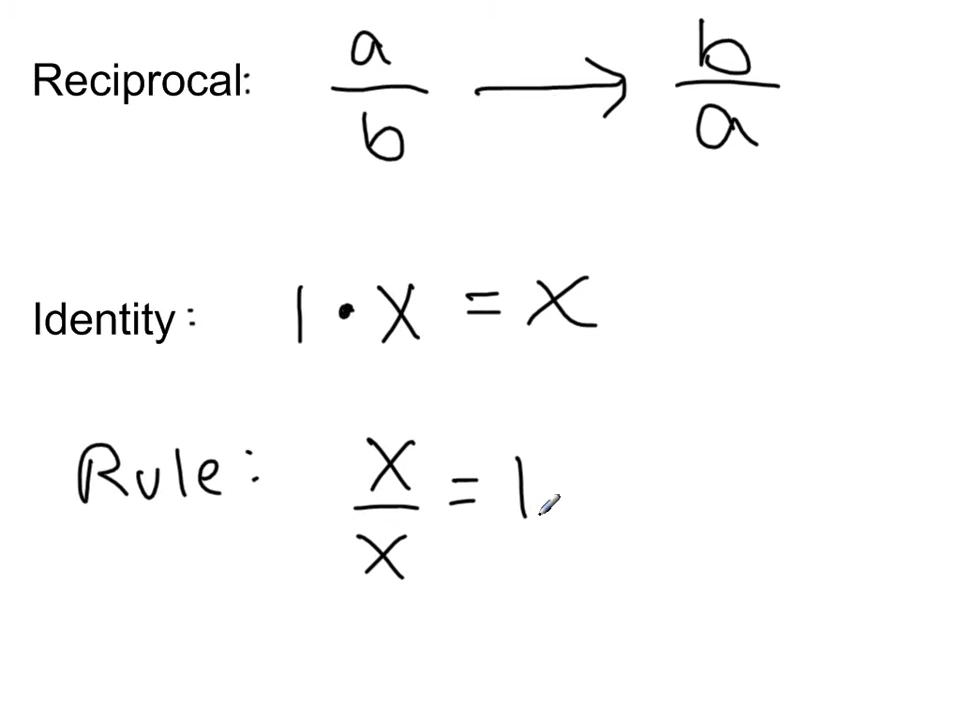 Reciprocal: a/b → b/a
Identity: 1 • x = x
Rule: x/x = 1